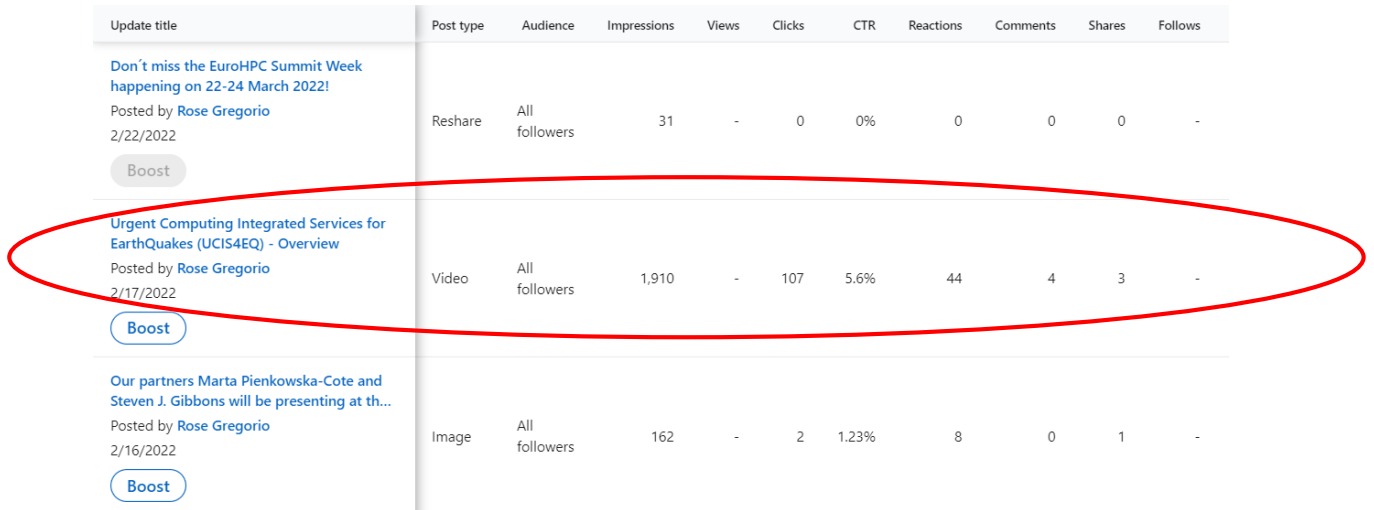 Update title Post type Audience Impressions Views Clicks CTR Reactions Comments Shares Follows
Don´t miss the EuroHPC Summit Week
happening on 22-24 March 2022!
Posted by Rose Gregorio
2/22/2022
Boost
Reshare All followers 31 - 0 0% 0 0 0 -
Urgent Computing Integrated Services for
EarthQuakes (UCIS4EQ) - Overview
Posted by Rose Gregorio
2/17/2022
Boost
Video All followers 1,910 - 107 5.6% 44 4 3 -
Our partners Marta Pienkowska-Cote and
Steven J. Gibbons will be presenting at th...
Posted by Rose Gregorio
2/16/2022
Boost
Image All followers 162 - 2 1.23% 8 0 1 -